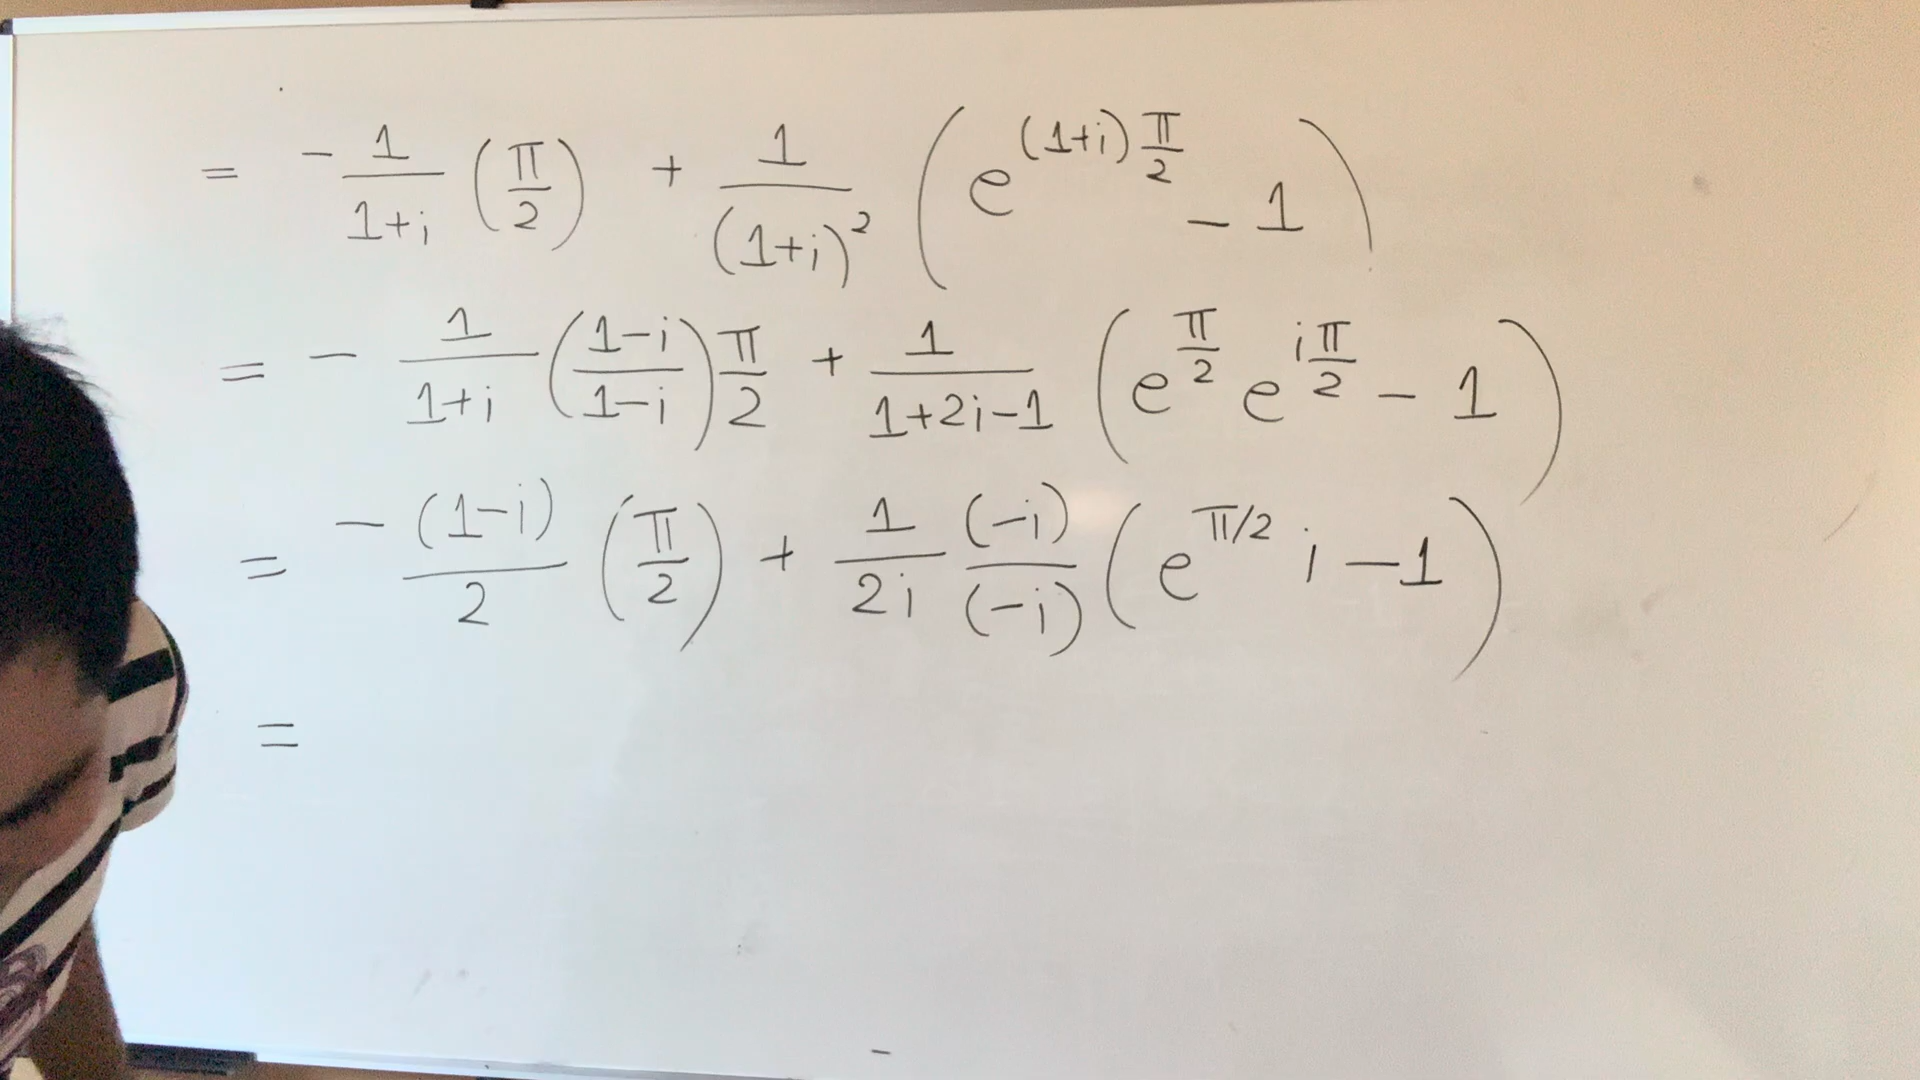 = - 1/(1+i) (π/2) + 1/(1+i)² (e^((1+i)π/2) - 1)
= - 1/(1+i) ((1-i)/(1-i)) π/2 + 1/(1+2i-1) (e^(π/2) e^(iπ/2) - 1)
= -(1-i)/2 (π/2) + 1/(2i) (-i)/(-i) (e^(π/2) i - 1)
=